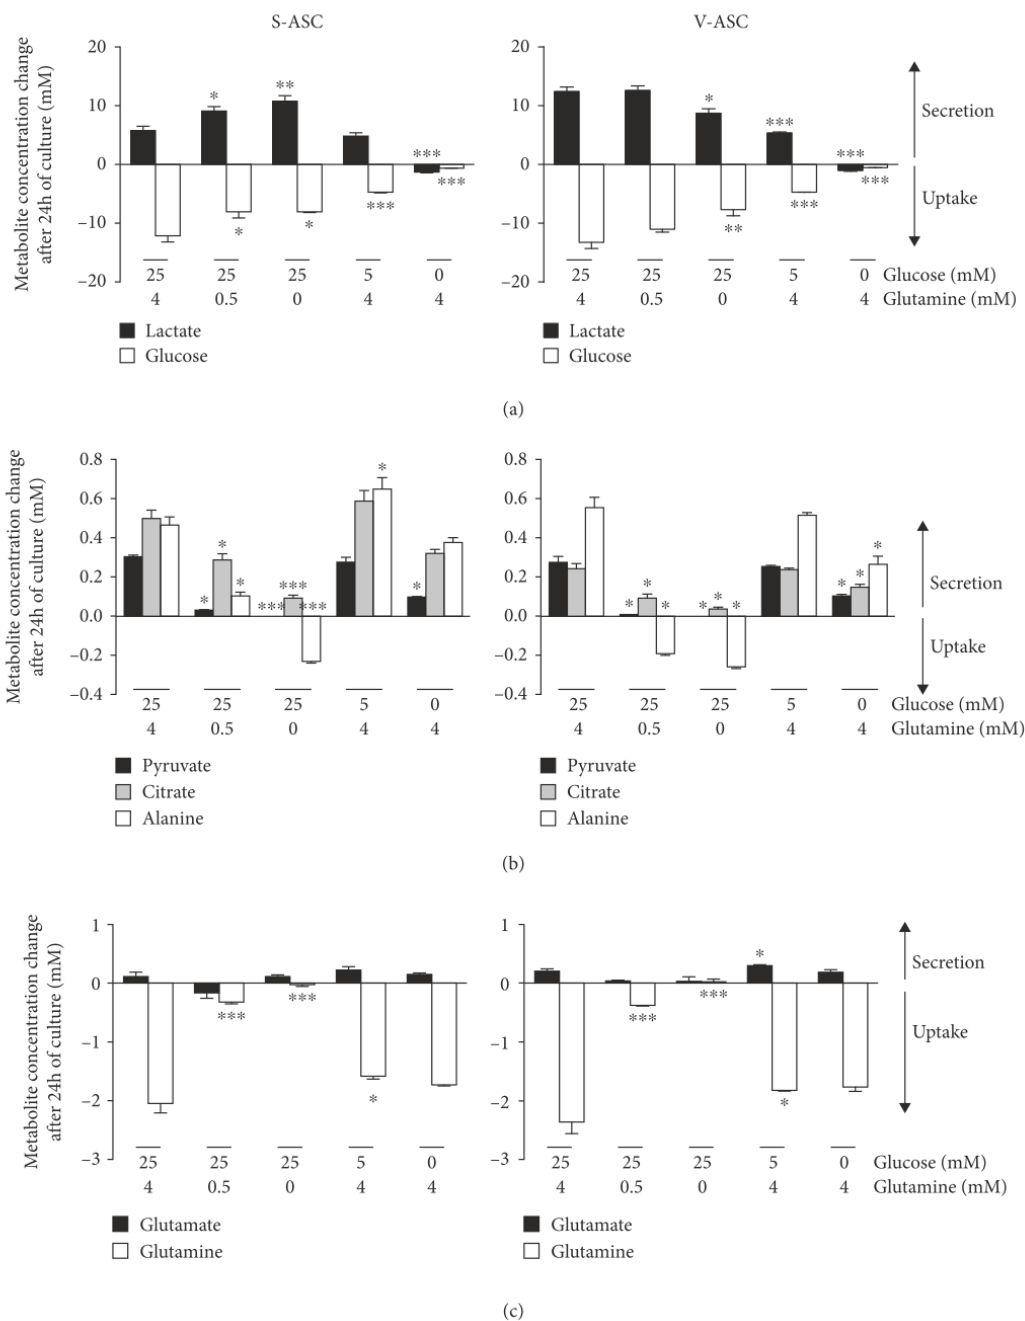 S-ASC
V-ASC
Metabolite concentration change
after 24h of culture (mM)
20
10
0
−10
−20
*
**
***
*
*
***
***
25 25 25 5 0
4 0.5 0 4 4
Lactate
Glucose
20
10
0
−10
−20
*
***
***
**
***
***
Secretion
Uptake
25 25 25 5 0 Glucose (mM)
4 0.5 0 4 4 Glutamine (mM)
Lactate
Glucose
(a)
Metabolite concentration change
after 24h of culture (mM)
0.8
0.6
0.4
0.2
0.0
−0.2
−0.4
*
*
*
***
***
***
*
*
25 25 25 5 0
4 0.5 0 4 4
Pyruvate
Citrate
Alanine
0.8
0.6
0.4
0.2
0.0
−0.2
−0.4
*
*
*
*
*
*
*
*
*
Secretion
Uptake
25 25 25 5 0 Glucose (mM)
4 0.5 0 4 4 Glutamine (mM)
Pyruvate
Citrate
Alanine
(b)
Metabolite concentration change
after 24h of culture (mM)
1
0
−1
−2
−3
***
***
*
25 25 25 5 0
4 0.5 0 4 4
Glutamate
Glutamine
1
0
−1
−2
−3
***
***
*
*
Secretion
Uptake
25 25 25 5 0 Glucose (mM)
4 0.5 0 4 4 Glutamine (mM)
Glutamate
Glutamine
(c)